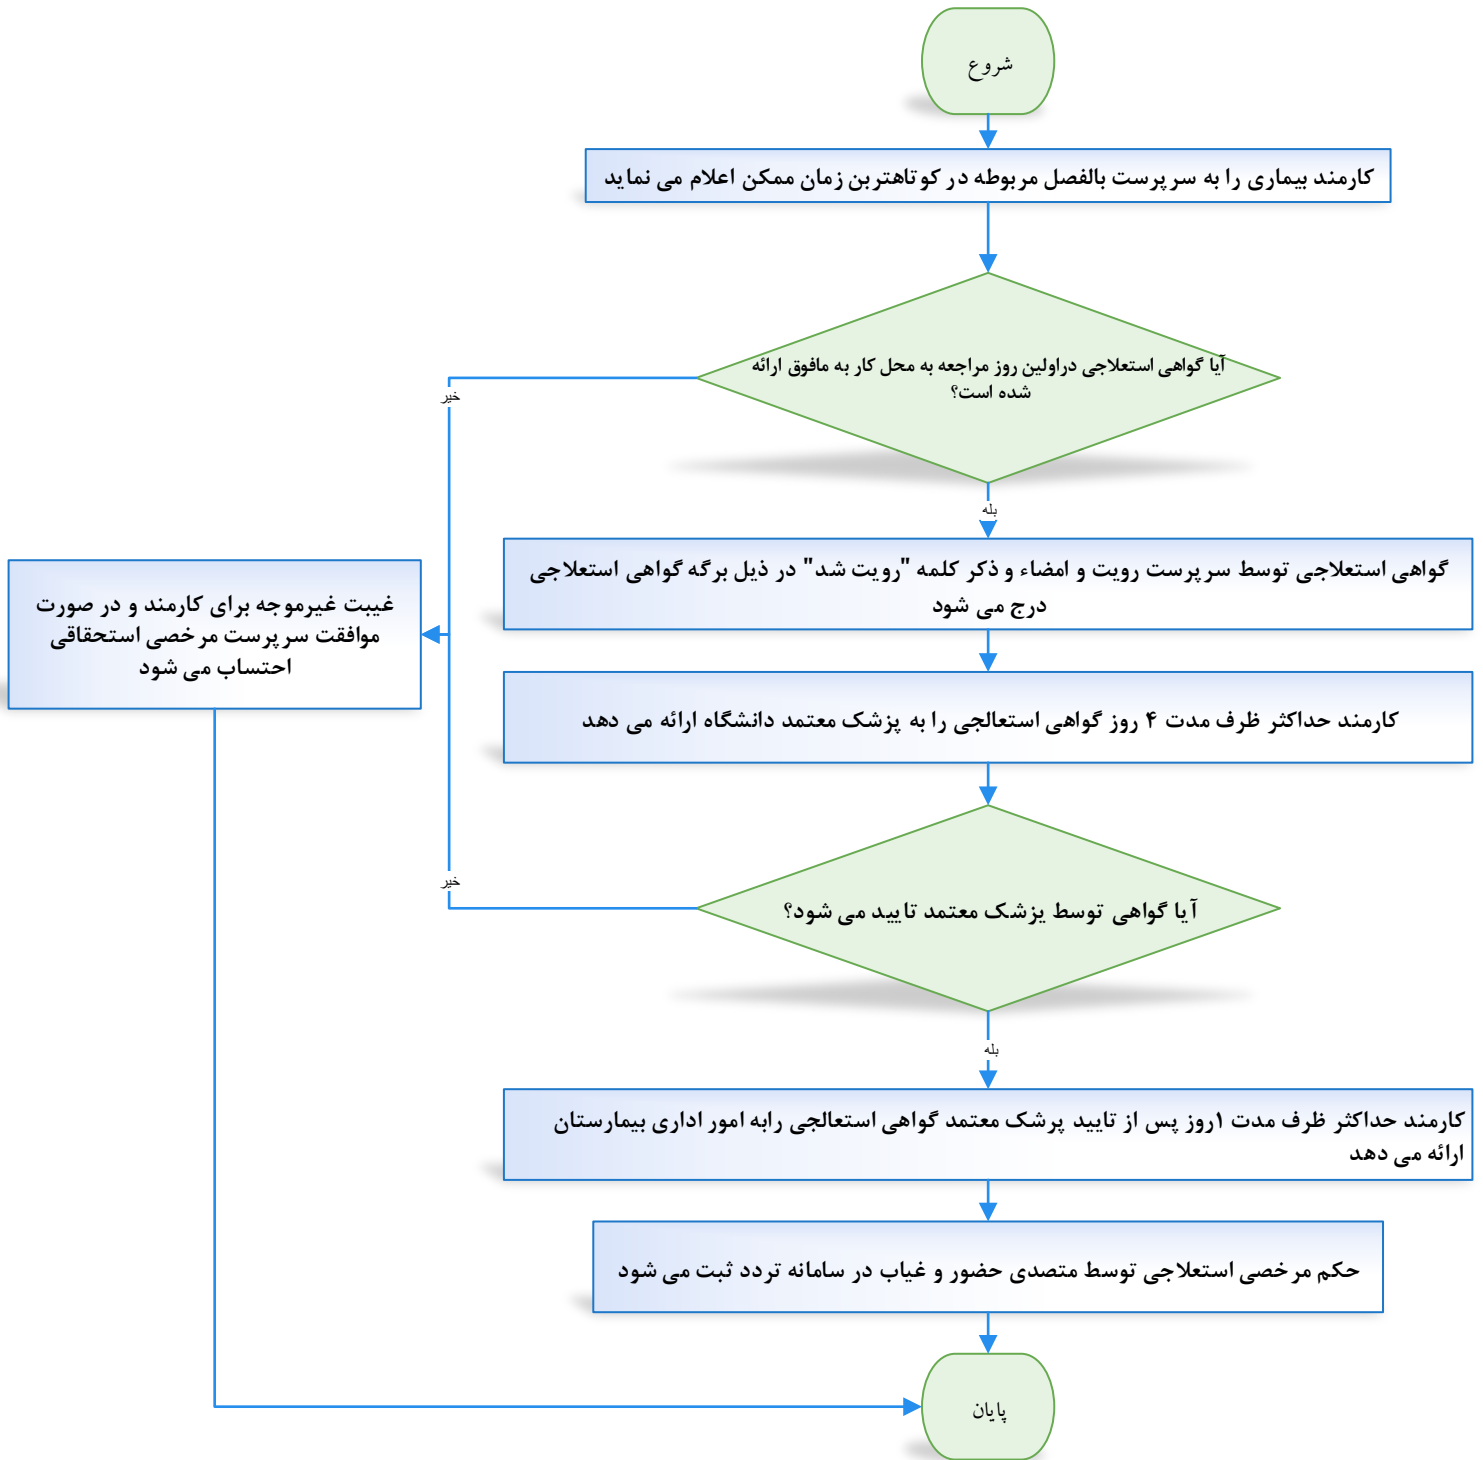 شروع
کارمند بیماری را به سرپرست بالفصل مربوطه در کوتاهترین زمان ممکن اعلام می نماید
آیا گواهی استعلاجی دراولین روز مراجعه به محل کار به مافوق ارائه
شده است؟
خیر
بله
گواهی استعلاجی توسط سرپرست رویت و امضاء و ذکر کلمه "رویت شد" در ذیل برگه گواهی استعلاجی
درج می شود
غیبت غیرموجه برای کارمند و در صورت
موافقت سرپرست مرخصی استحقاقی
احتساب می شود
کارمند حداکثر ظرف مدت ۴ روز گواهی استعالجی را به پزشک معتمد دانشگاه ارائه می دهد
آیا گواهی توسط یزشک معتمد تایید می شود؟
خیر
بله
کارمند حداکثر ظرف مدت ۱روز پس از تایید پرشک معتمد گواهی استعالجی رابه امور اداری بیمارستان
ارائه می دهد
حکم مرخصی استعلاجی توسط متصدی حضور و غیاب در سامانه تردد ثبت می شود
پایان